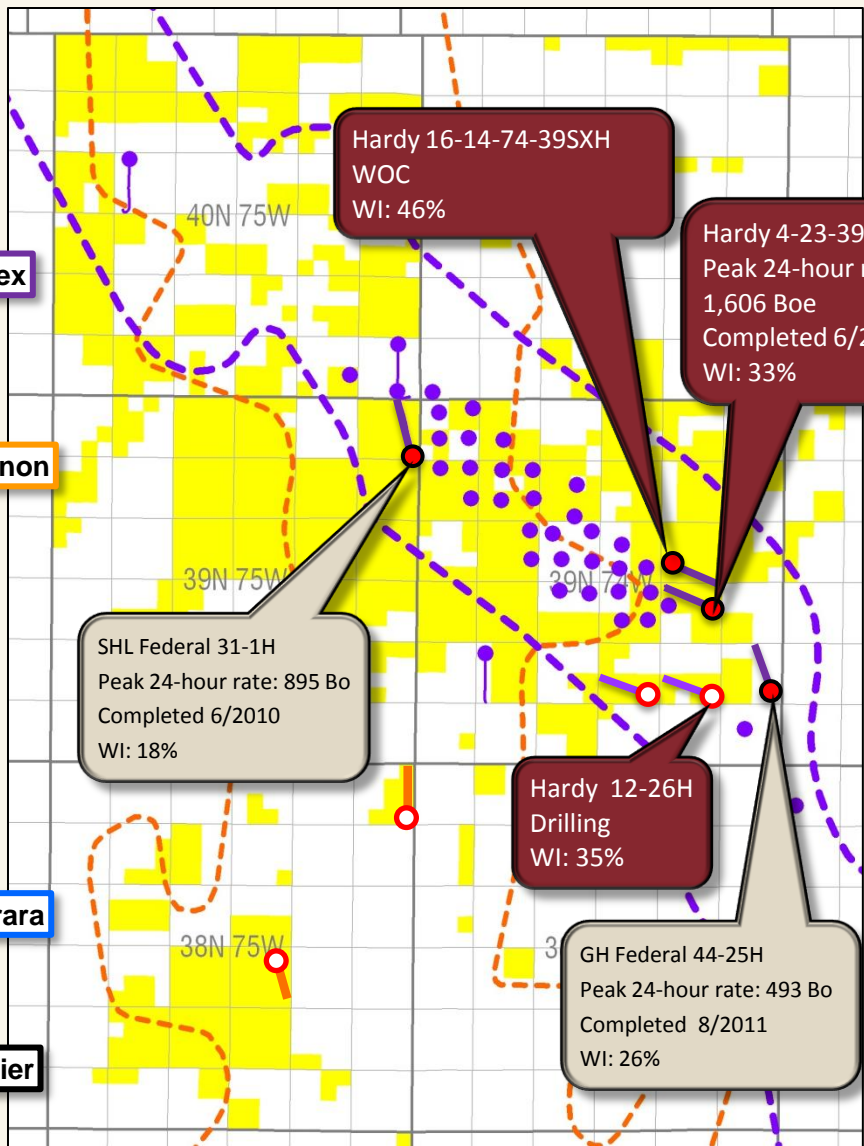 Hardy 16-14-74-39SXH
WOC
WI: 46%
40N 75W
Hardy 4-23-39
Peak 24-hour
1,606 Boe
Completed 6/2
WI: 33%
ex
non
39N 75W
39N 74W
SHL Federal 31-1H
Peak 24-hour rate: 895 Bo
Completed 6/2010
WI: 18%
Hardy 12-26H
Drilling
WI: 35%
rara
38N 75W
3
GH Federal 44-25H
Peak 24-hour rate: 493 Bo
Completed 8/2011
WI: 26%
ier